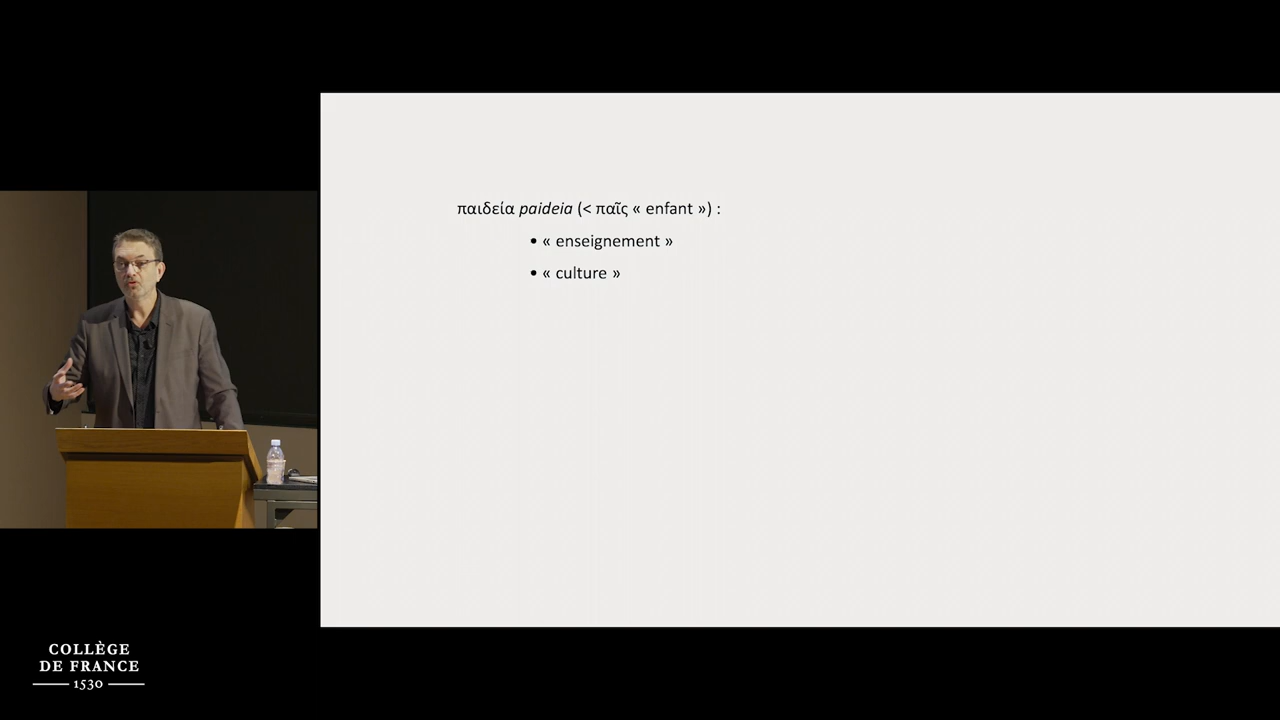 παιδεία paideia (< παῖς « enfant ») :
• « enseignement »
• « culture »
COLLÈGE
DE FRANCE
1530